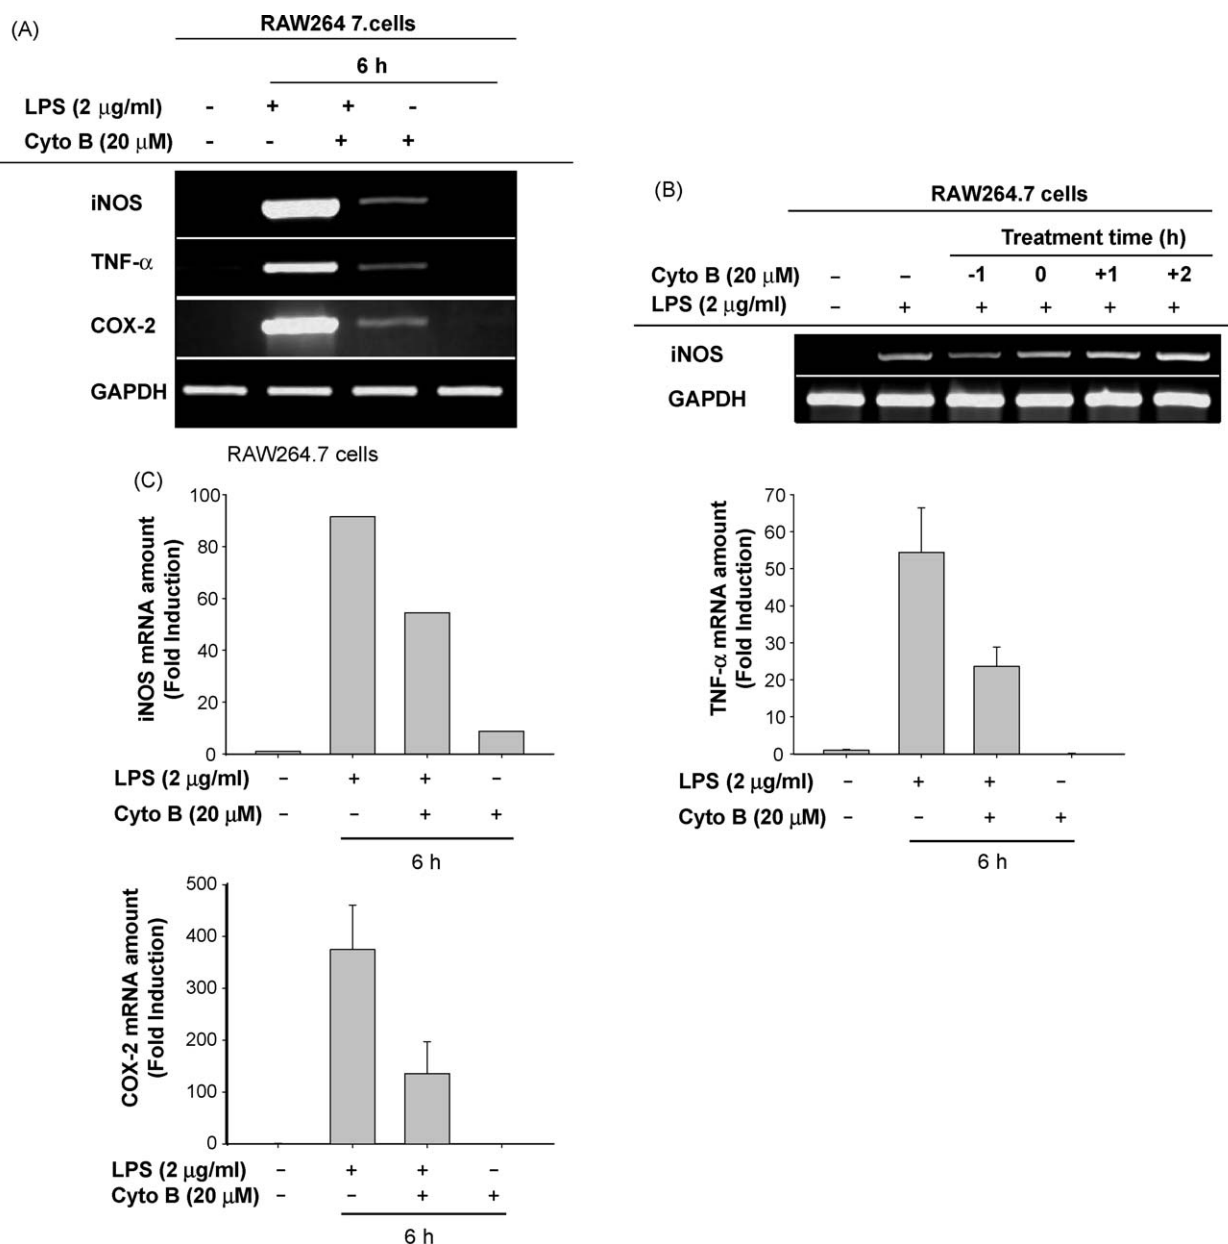 (A)
RAW264 7.cells
6 h
LPS (2 μg/ml) - + + -
Cyto B (20 μM) - - + +
iNOS
TNF-α
COX-2
GAPDH
(B)
RAW264.7 cells
Treatment time (h)
Cyto B (20 μM) – – -1 0 +1 +2
LPS (2 μg/ml) – + + + + +
iNOS
GAPDH
RAW264.7 cells
(C)
iNOS mRNA amount
(Fold Induction)
100
80
60
40
20
0
LPS (2 μg/ml) – + + –
Cyto B (20 μM) – – + +
6 h
TNF-α mRNA amount
(Fold Induction)
70
60
50
40
30
20
10
0
LPS (2 μg/ml) – + + –
Cyto B (20 μM) – – + +
6 h
COX-2 mRNA amount
(Fold Induction)
500
400
300
200
100
0
LPS (2 μg/ml) – + + –
Cyto B (20 μM) – – + +
6 h